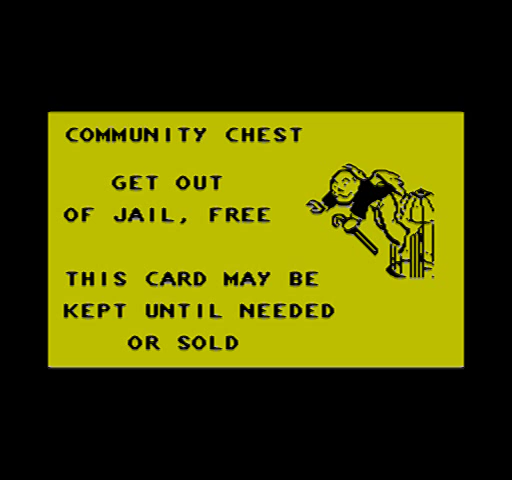 COMMUNITY CHEST
GET OUT
OF JAIL, FREE
THIS CARD MAY BE
KEPT UNTIL NEEDED
OR SOLD